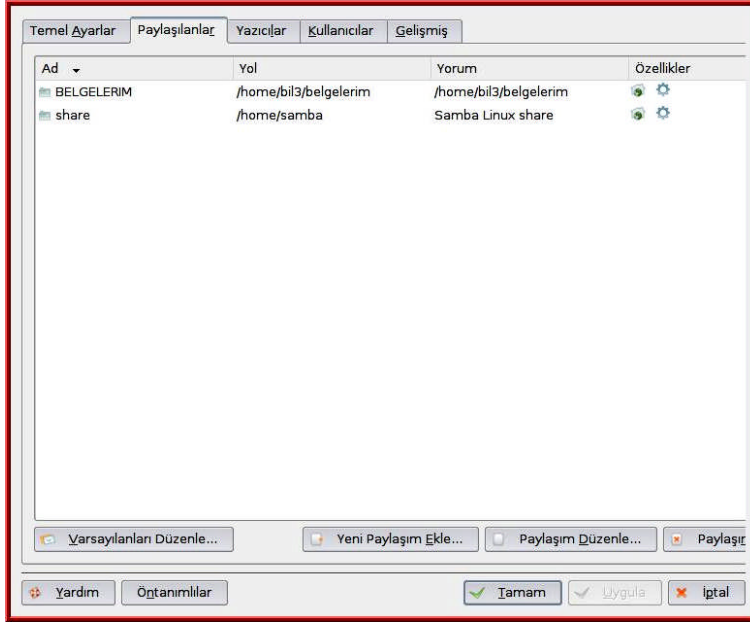 Temel Ayarlar Paylaşılanlar Yazıcılar Kullanıcılar Gelişmiş
Ad Yol Yorum Özellikler
BELGELERIM /home/bil3/belgelerim /home/bil3/belgelerim
share /home/samba Samba Linux share
Varsayılanları Düzenle... Yeni Paylaşım Ekle... Paylaşım Düzenle...
Yardım Öntanımlılar Tamam Uygula İptal